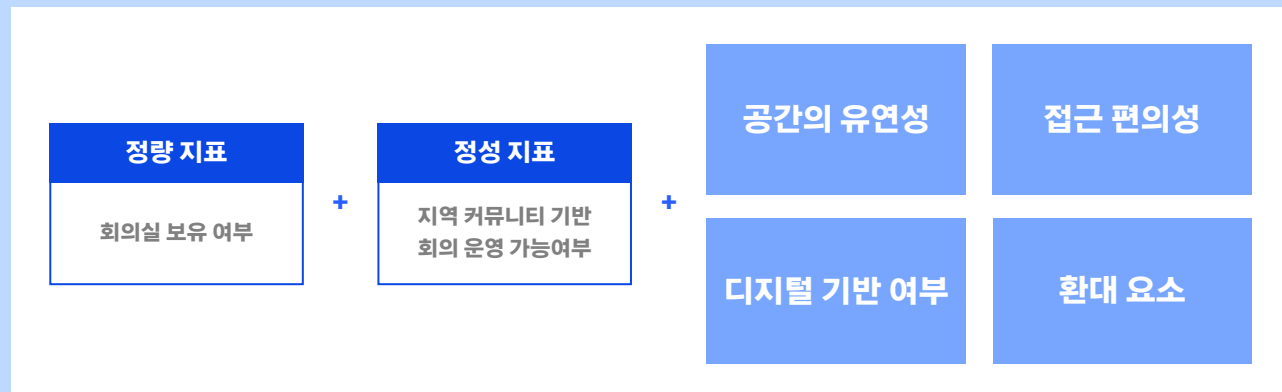 정량 지표
회의실 보유 여부
+
정성 지표
지역 커뮤니티 기반
회의 운영 가능여부
+
공간의 유연성
접근 편의성
디지털 기반 여부
환대 요소